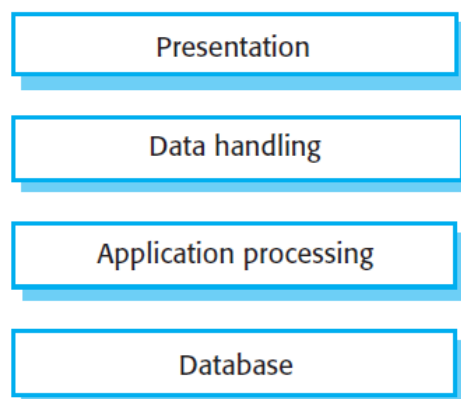 Presentation
Data handling
Application processing
Database